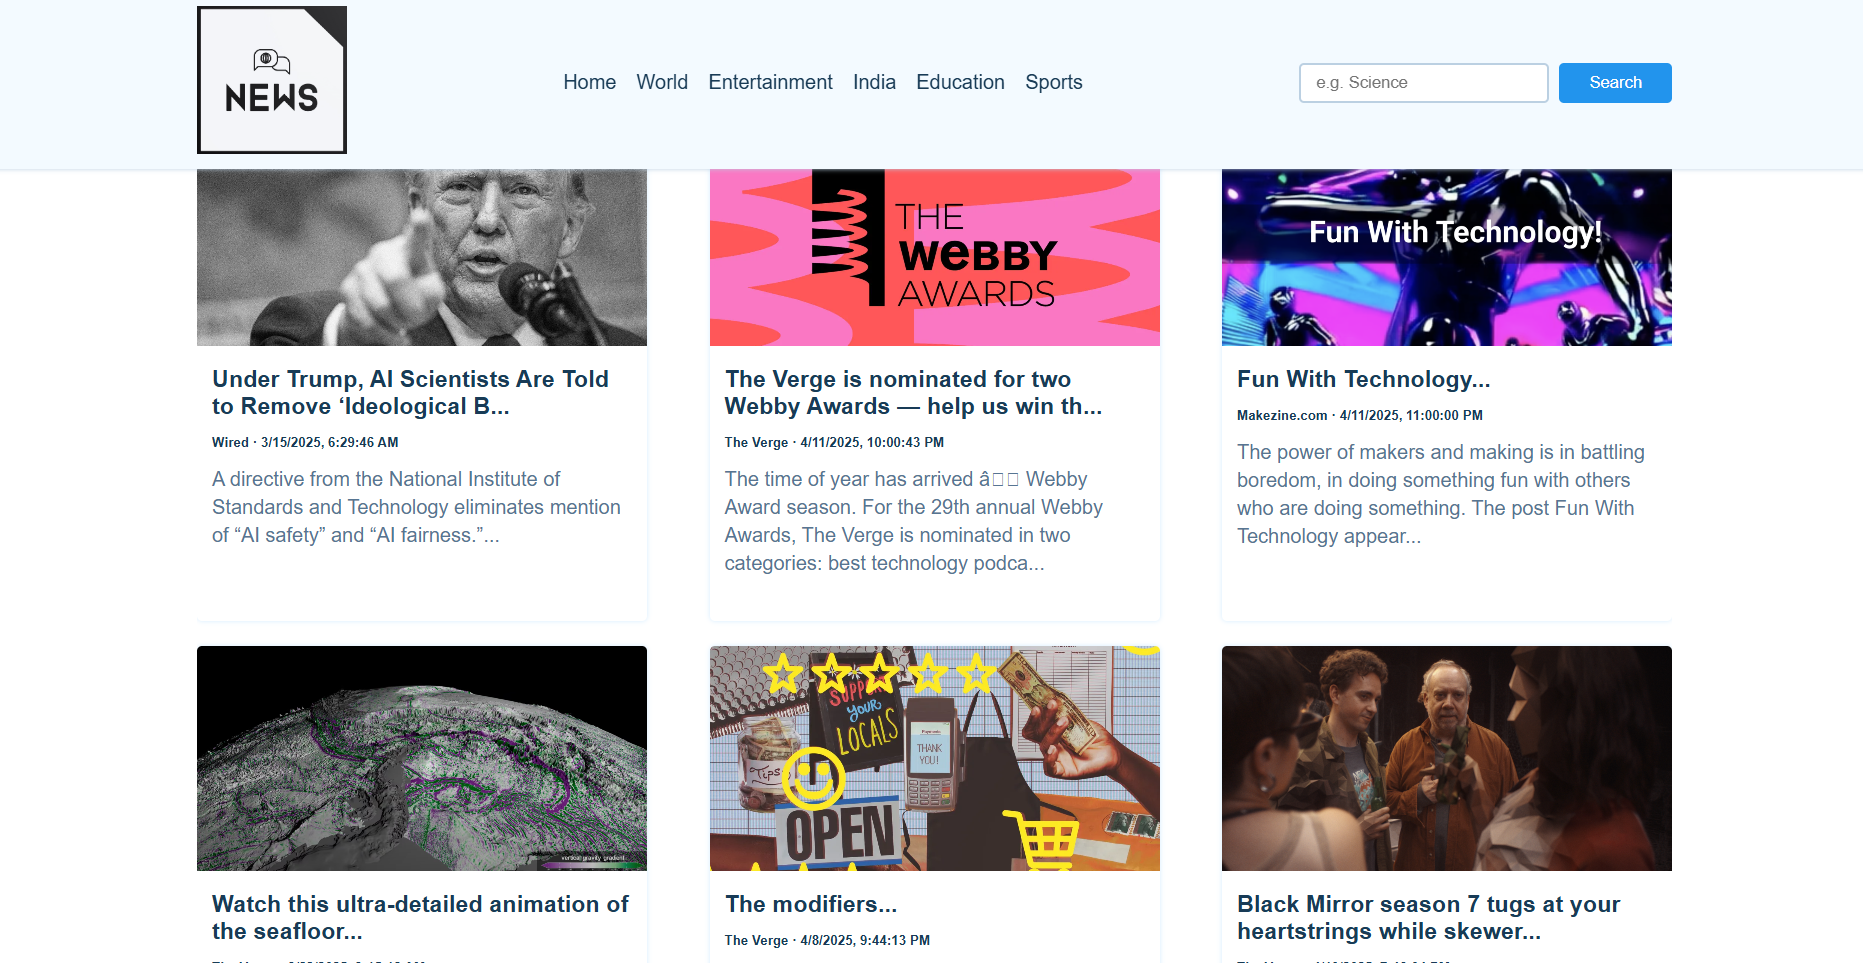 NEWS
Home World Entertainment India Education Sports
e.g. Science
Search
THE
WEBBY
AWARDS
Fun With Technology!
Under Trump, AI Scientists Are Told
to Remove ‘Ideological B...
Wired · 3/15/2025, 6:29:46 AM
A directive from the National Institute of
Standards and Technology eliminates mention
of “AI safety” and “AI fairness.”...
The Verge is nominated for two
Webby Awards — help us win th...
The Verge · 4/11/2025, 10:00:43 PM
The time of year has arrived â Webby
Award season. For the 29th annual Webby
Awards, The Verge is nominated in two
categories: best technology podca...
Fun With Technology...
Makezine.com · 4/11/2025, 11:00:00 PM
The power of makers and making is in battling
boredom, in doing something fun with others
who are doing something. The post Fun With
Technology appear...
vertical gravity gradient
SUPPORT
your
LOCALS
Payments
THANK
YOU!
Tips
OPEN
Watch this ultra-detailed animation of
the seafloor...
The modifiers...
The Verge · 4/8/2025, 9:44:13 PM
Black Mirror season 7 tugs at your
heartstrings while skewer...